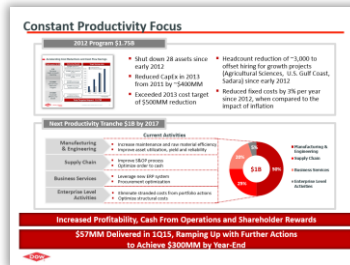 Constant Productivity Focus
2012 Program $1.75B
Shut down 28 assets since
early 2012
Reduced CapEx in 2013
from 2011 by ~$400MM
Exceeded 2013 cost target
of $500MM reduction
Headcount reduction of ~3,000 to
offset hiring for growth projects
(Agricultural Sciences, U.S. Gulf Coast,
Sadara) since early 2012
Reduced fixed costs by 3% per year
since 2012, when compared to the
impact of inflation
Next Productivity Tranche $1B by 2017
Current Activities
Manufacturing
& Engineering
Increase maintenance and raw material efficiency
Improve asset utilization, yield and reliability
Supply Chain
Improve S&OP process
Optimize order to cash
Business Services
Leverage new ERP system
Procurement optimization
Enterprise Level
Activities
Eliminate stranded costs from portfolio actions
Optimize structural costs
$1B
50%
Manufacturing &
Engineering
Supply Chain
Business Services
Enterprise Level
Activities
Increased Profitability, Cash From Operations and Shareholder Rewards
$57MM Delivered in 1Q15, Ramping Up with Further Actions
to Achieve $300MM by Year-End
Dow